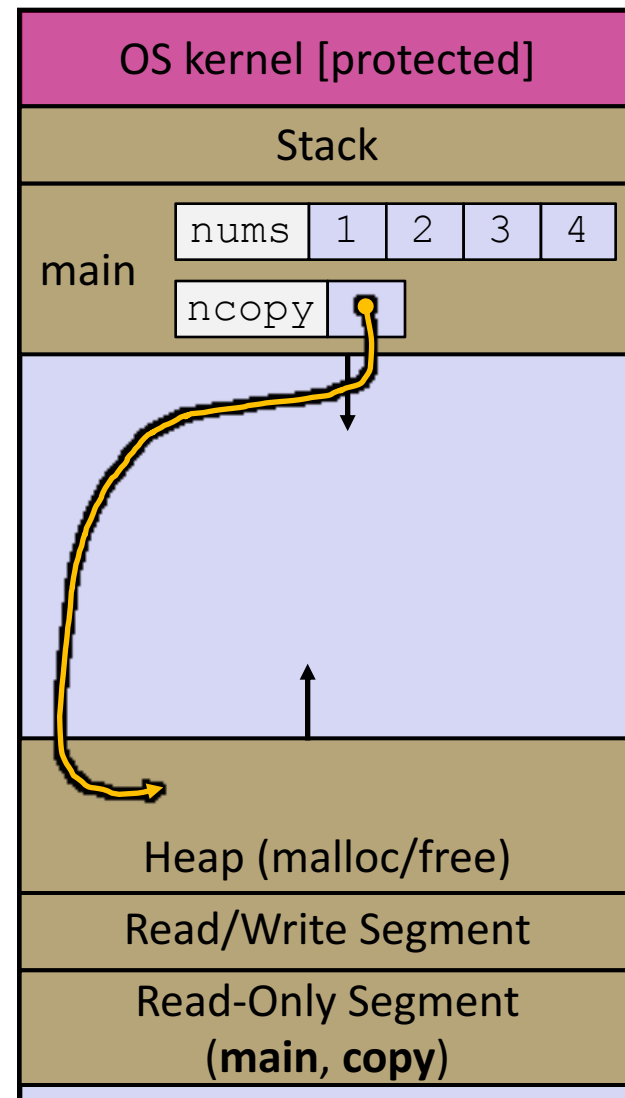 OS kernel [protected]
Stack
main
nums 1 2 3 4
ncopy
Heap (malloc/free)
Read/Write Segment
Read-Only Segment
(main, copy)